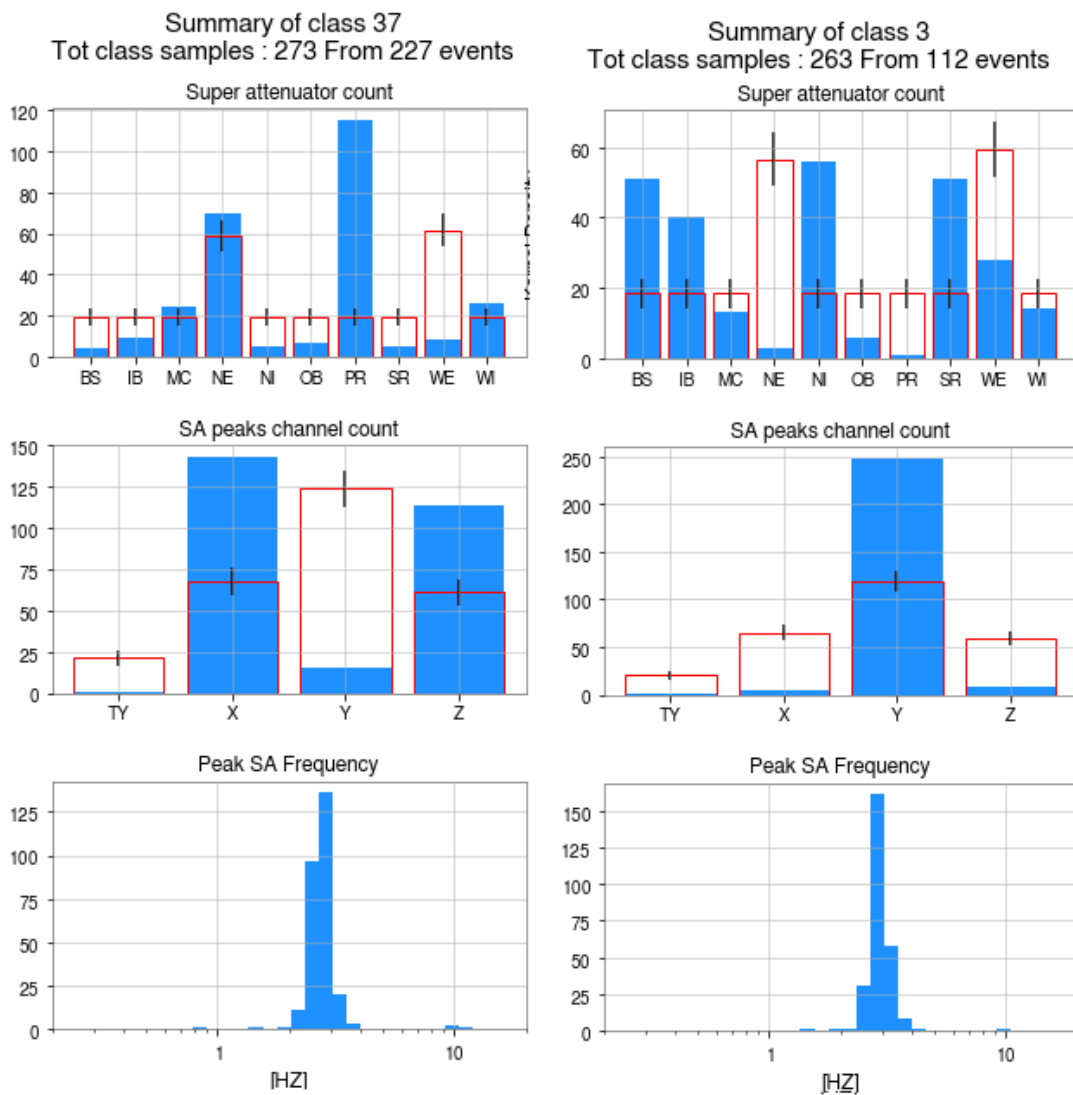 Summary of class 37
Tot class samples : 273 From 227 events
Super attenuator count
120
100
80
60
40
20
0
BS IB MC NE NI OB PR SR WE WI
SA peaks channel count
150
125
100
75
50
25
0
TY X Y Z
Peak SA Frequency
125
100
75
50
25
0
1 10
[HZ]
Summary of class 3
Tot class samples : 263 From 112 events
Super attenuator count
60
40
20
0
BS IB MC NE NI OB PR SR WE WI
SA peaks channel count
250
200
150
100
50
0
TY X Y Z
Peak SA Frequency
150
125
100
75
50
25
0
1 10
[HZ]